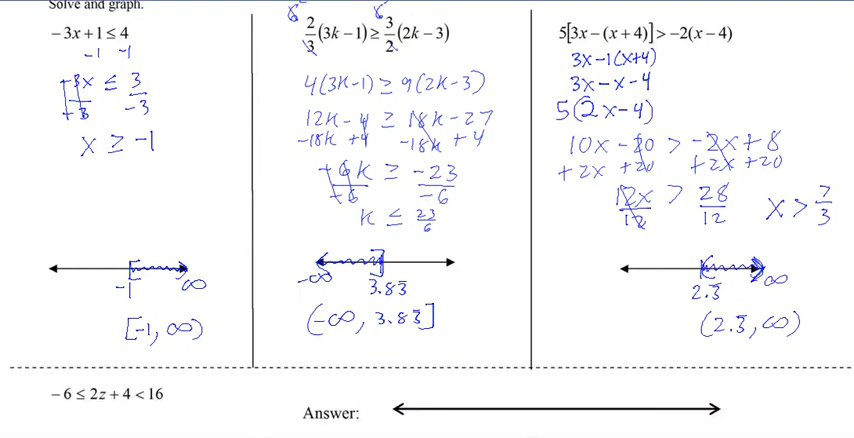 Solve and graph.
−3x + 1 ≤ 4
-1 -1
-3x ≤ 3
-3 -3
x ≥ -1
-1 ∞
[-1, ∞)
6 6
2/3(3k − 1) ≥ 3/2(2k − 3)
4(3k-1) ≥ 9(2k-3)
12k-4 ≥ 18k-27
-18k +4 -18k +4
-6k ≥ -23
-6 -6
k ≤ 23/6
-∞ 3.83̄
(-∞, 3.83̄]
5[3x − (x + 4)] > −2(x − 4)
3x-1(x+4)
3x-x-4
5(2x-4)
10x-20 > -2x+8
+2x +20 +2x +20
12x > 28
12 12
x > 7/3
2.3̄ ∞
(2.3̄, ∞)
−6 ≤ 2z + 4 < 16
Answer: